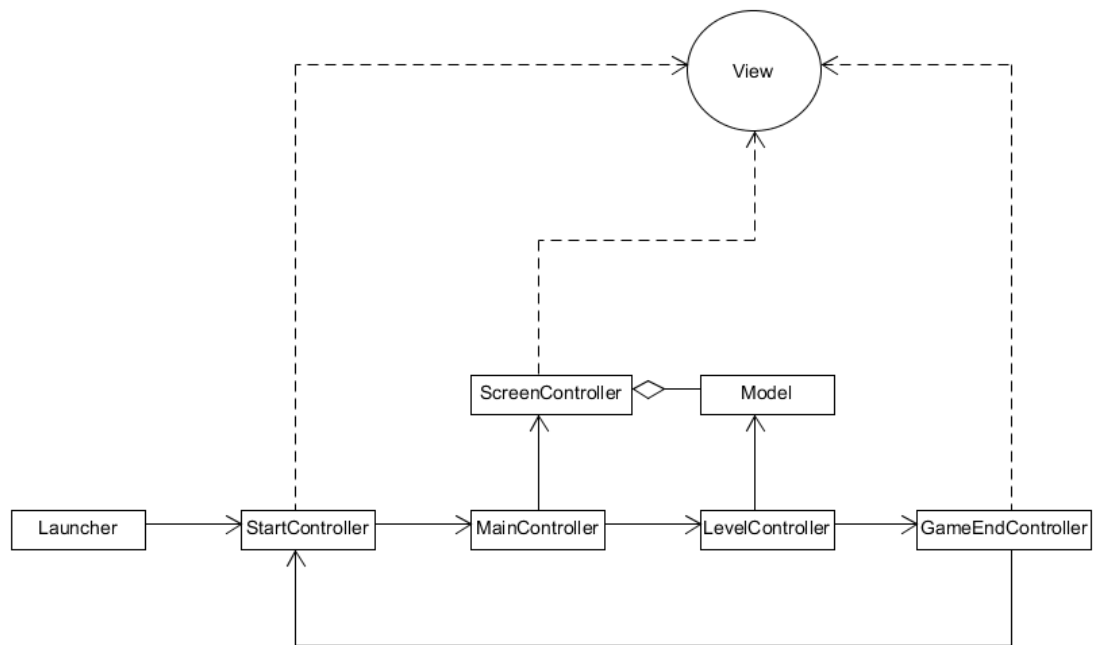 View
ScreenController
Model
Launcher
StartController
MainController
LevelController
GameEndController